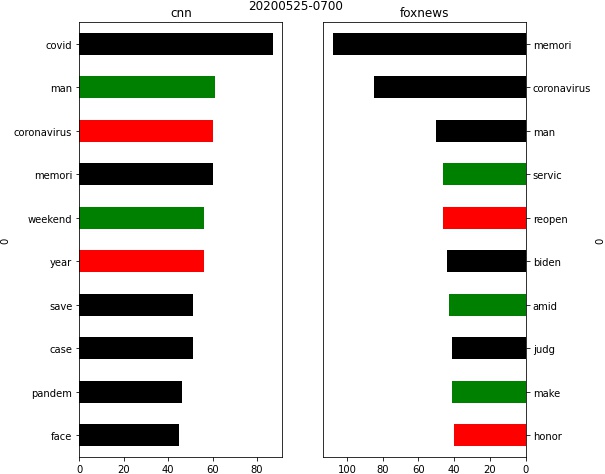 20200525-0700
cnn
foxnews
covid
man
coronavirus
memori
weekend
year
save
case
pandem
face
0
0 20 40 60 80
memori
coronavirus
man
servic
reopen
biden
amid
judg
make
honor
0
100 80 60 40 20 0